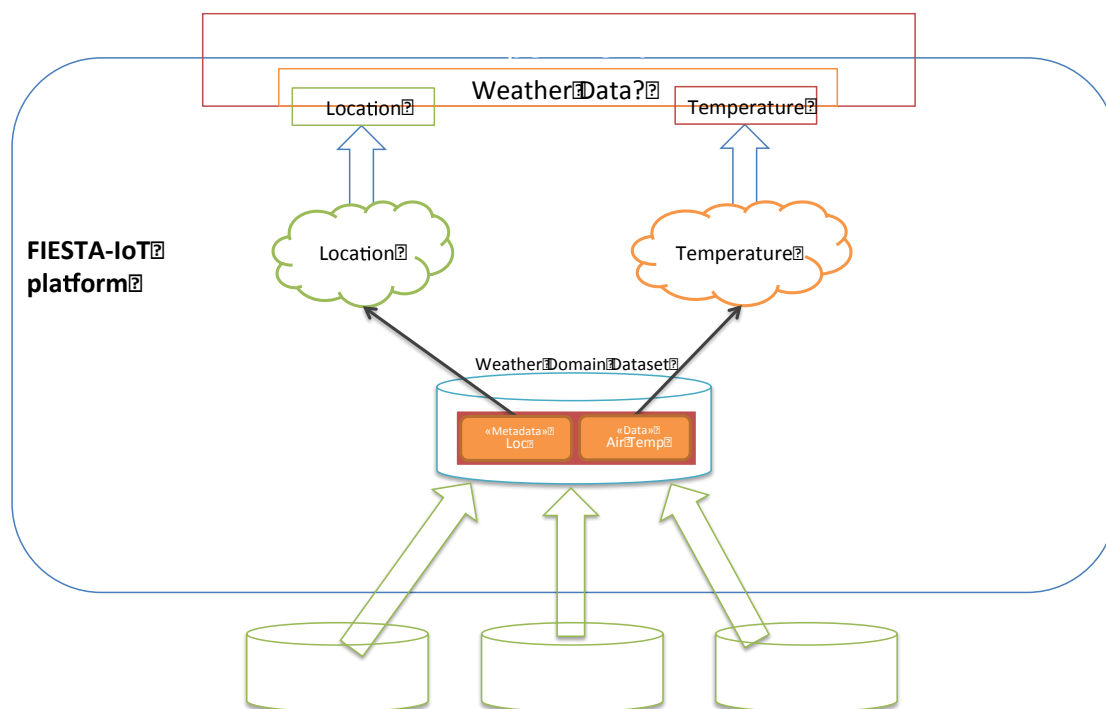 Weather Data?
Location
Temperature
Location
Temperature
FIESTA-IoT
platform
Weather Domain Dataset
«Metadata»
Loc
«Data»
Air Temp